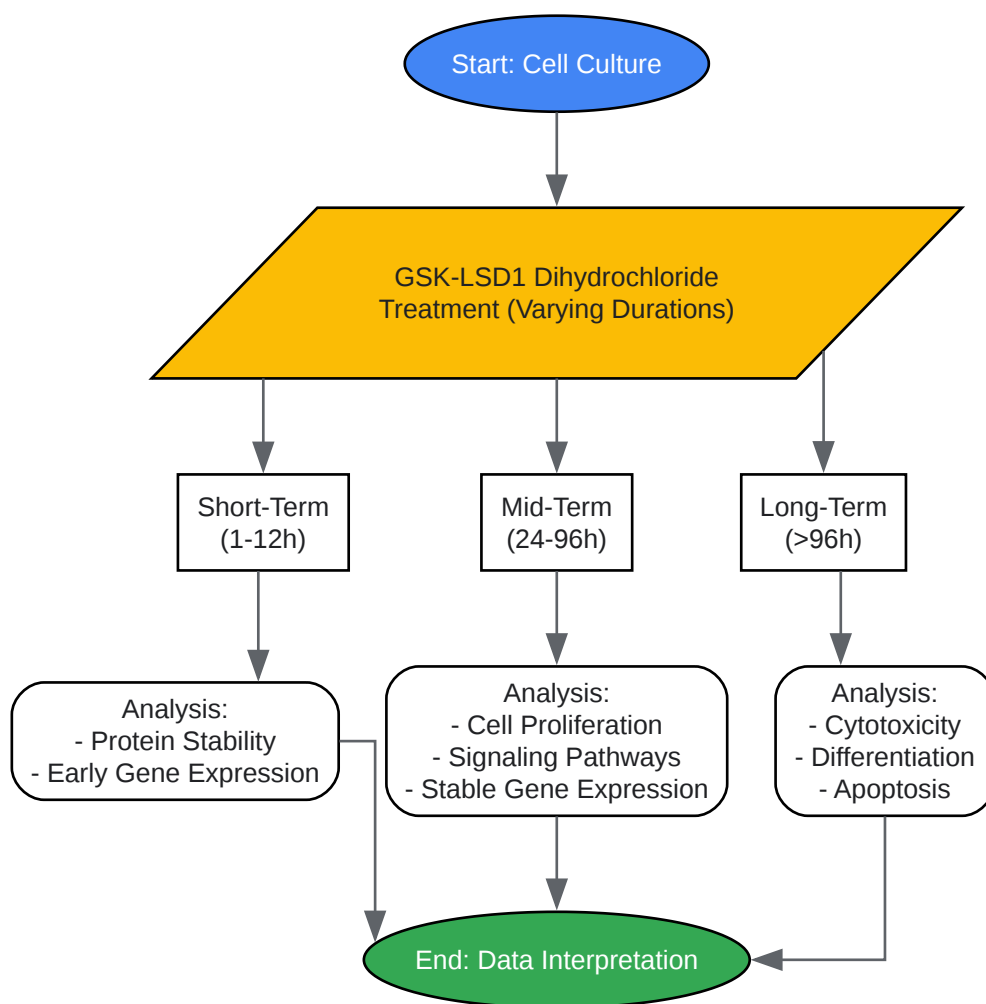 Start: Cell Culture
GSK-LSD1 Dihydrochloride
Treatment (Varying Durations)
Short-Term
(1-12h)
Mid-Term
(24-96h)
Long-Term
(>96h)
Analysis:
- Protein Stability
- Early Gene Expression
Analysis:
- Cell Proliferation
- Signaling Pathways
- Stable Gene Expression
Analysis:
- Cytotoxicity
- Differentiation
- Apoptosis
End: Data Interpretation